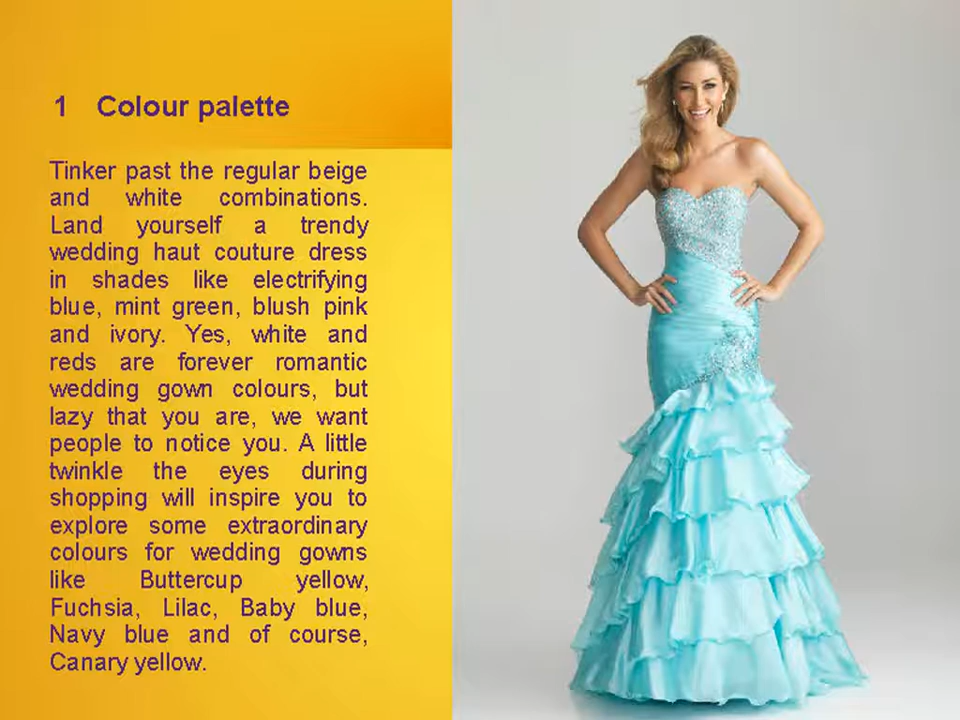 1 Colour palette
Tinker past the regular beige
and white combinations.
Land yourself a trendy
wedding haut couture dress
in shades like electrifying
blue, mint green, blush pink
and ivory. Yes, white and
reds are forever romantic
wedding gown colours, but
lazy that you are, we want
people to notice you. A little
twinkle the eyes during
shopping will inspire you to
explore some extraordinary
colours for wedding gowns
like Buttercup yellow,
Fuchsia, Lilac, Baby blue,
Navy blue and of course,
Canary yellow.